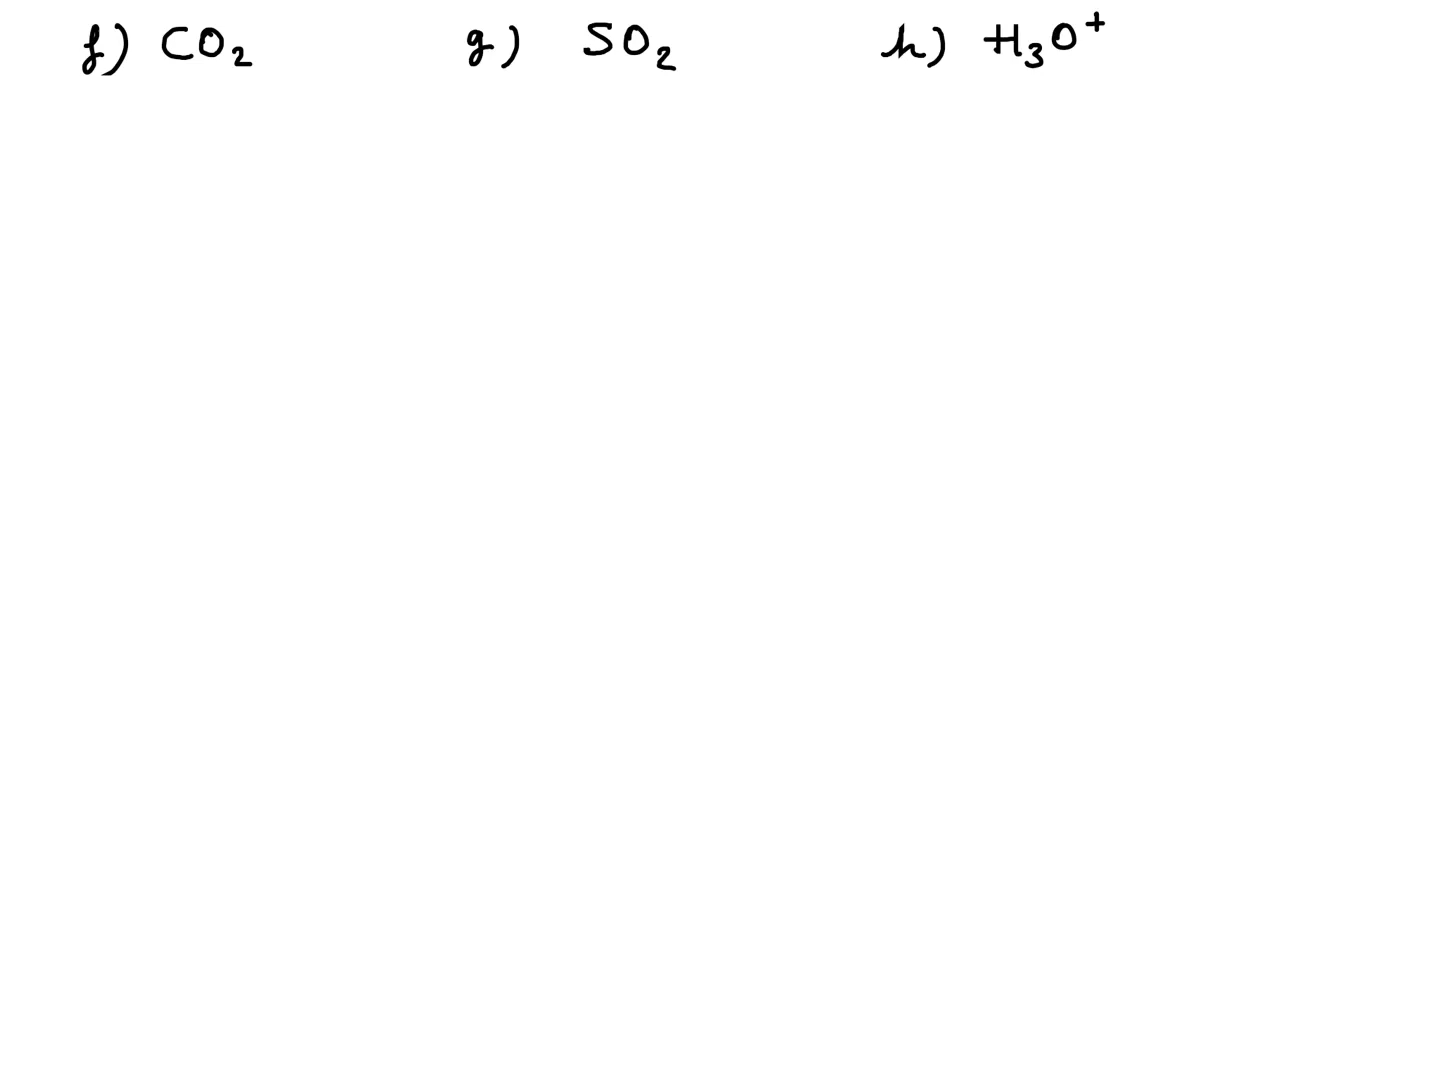 f) CO₂ g) SO₂ h) H₃O⁺